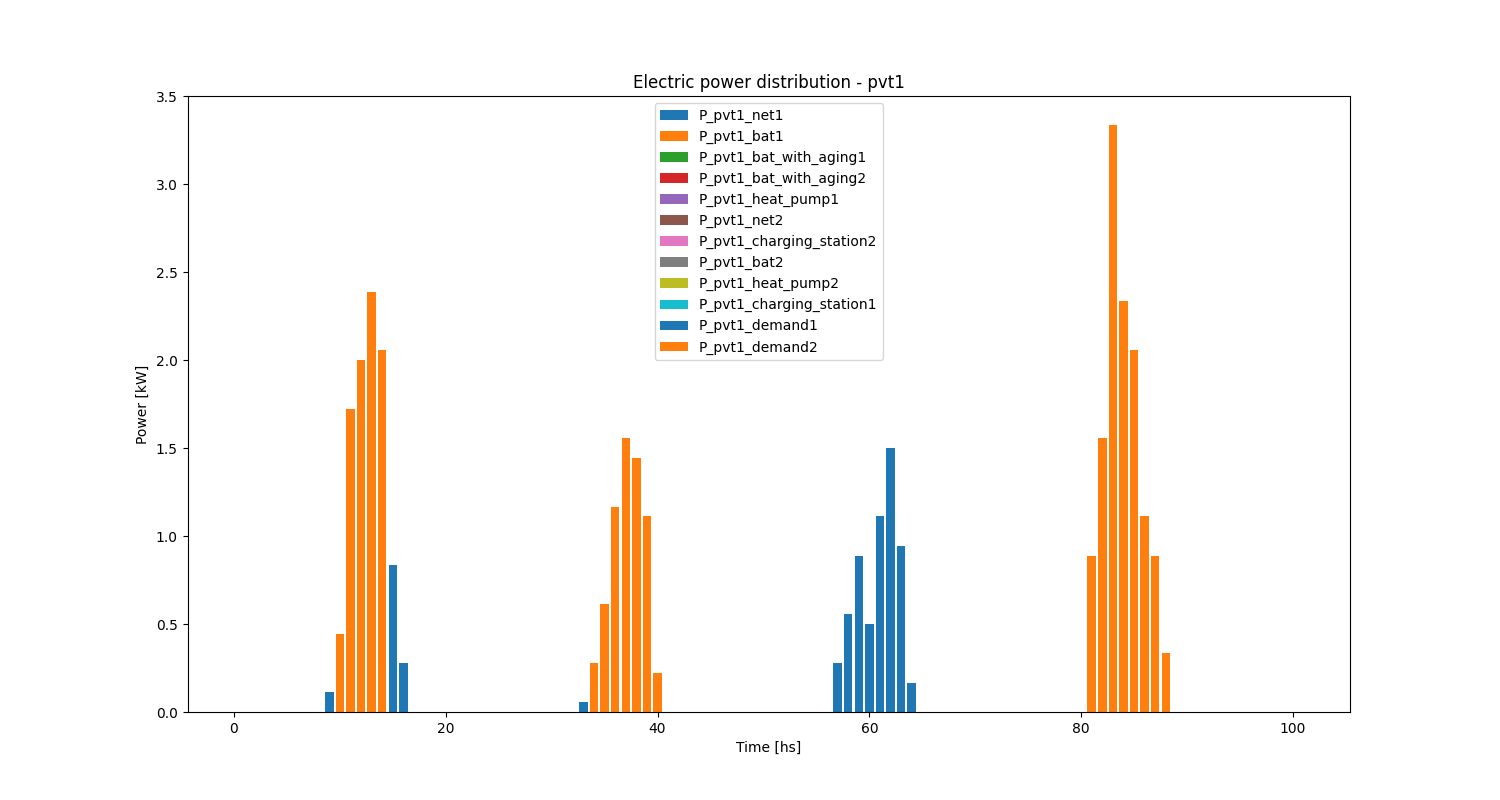 Electric power distribution - pvt1
P_pvt1_net1
P_pvt1_bat1
P_pvt1_bat_with_aging1
P_pvt1_bat_with_aging2
P_pvt1_heat_pump1
P_pvt1_net2
P_pvt1_charging_station2
P_pvt1_bat2
P_pvt1_heat_pump2
P_pvt1_charging_station1
P_pvt1_demand1
P_pvt1_demand2
3.5
3.0
2.5
2.0
1.5
1.0
0.5
0.0
Power [kW]
0 20 40 60 80 100
Time [hs]